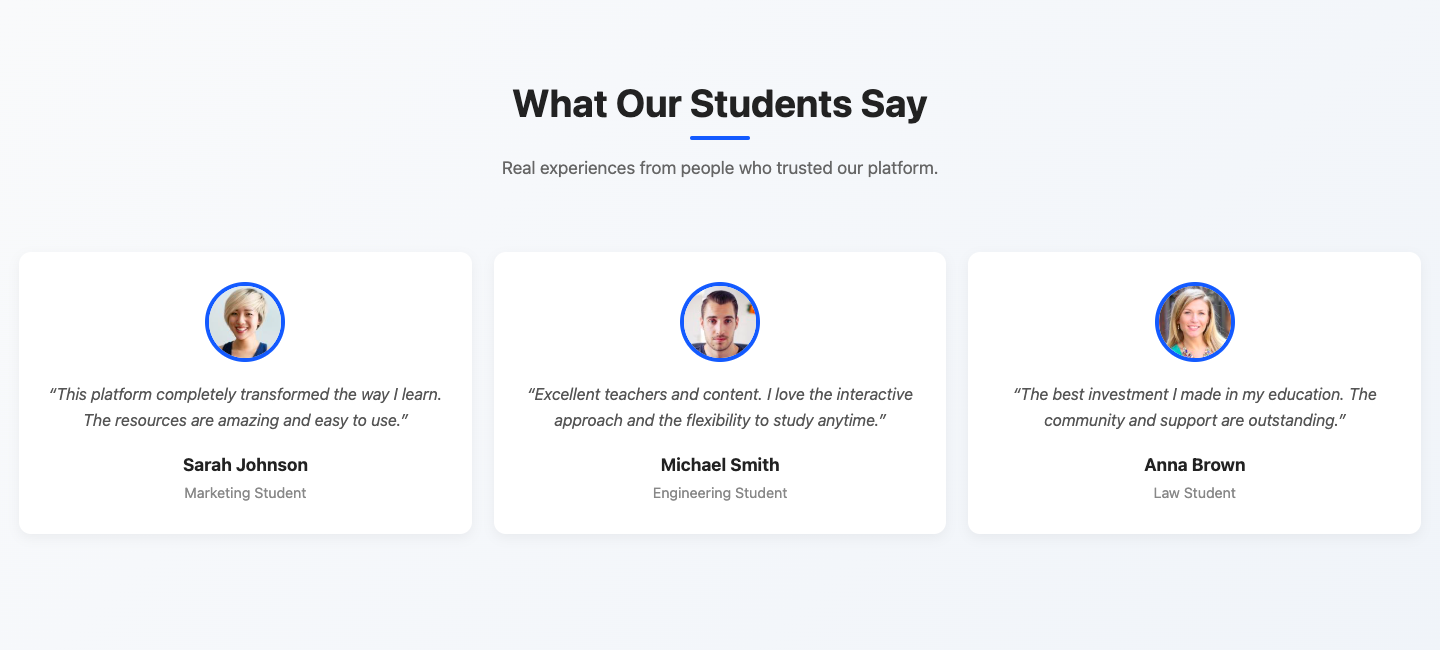 What Our Students Say
Real experiences from people who trusted our platform.
“This platform completely transformed the way I learn.
The resources are amazing and easy to use.”
Sarah Johnson
Marketing Student
“Excellent teachers and content. I love the interactive
approach and the flexibility to study anytime.”
Michael Smith
Engineering Student
“The best investment I made in my education. The
community and support are outstanding.”
Anna Brown
Law Student